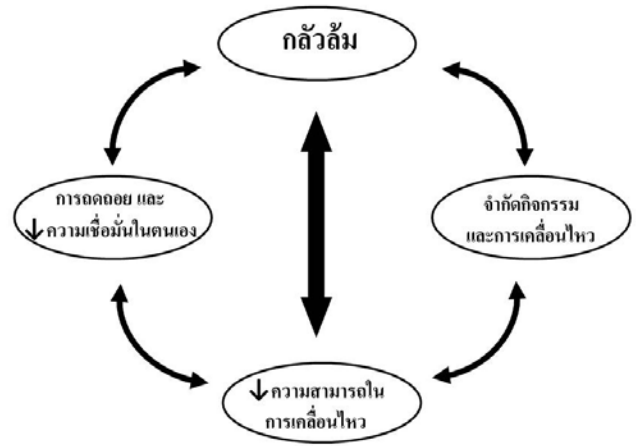 กลัวล้ม
การถดถอย และ
↓ความเชื่อมั่นในตนเอง
จำกัดกิจกรรม
และการเคลื่อนไหว
↓ความสามารถใน
การเคลื่อนไหว